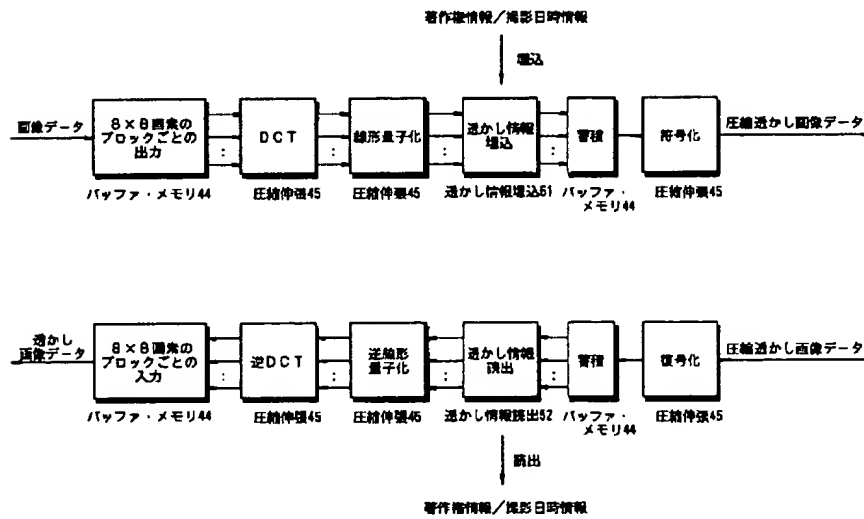 著作権情報/撮影日時情報
埋込
画像データ
8×8画素の
ブロックごとの
出力
DCT
線形量子化
透かし情報
埋込
蓄積
符号化
圧縮透かし画像データ
バッファ・メモリ44
圧縮伸張45
圧縮伸張45
透かし情報埋込61
バッファ・
メモリ44
圧縮伸張45
透かし
画像データ
8×8画素の
ブロックごとの
入力
逆DCT
逆線形
量子化
透かし情報
読出
蓄積
復号化
圧縮透かし画像データ
バッファ・メモリ44
圧縮伸張45
圧縮伸張45
透かし情報読出62
バッファ・
メモリ44
圧縮伸張45
読出
著作権情報/撮影日時情報